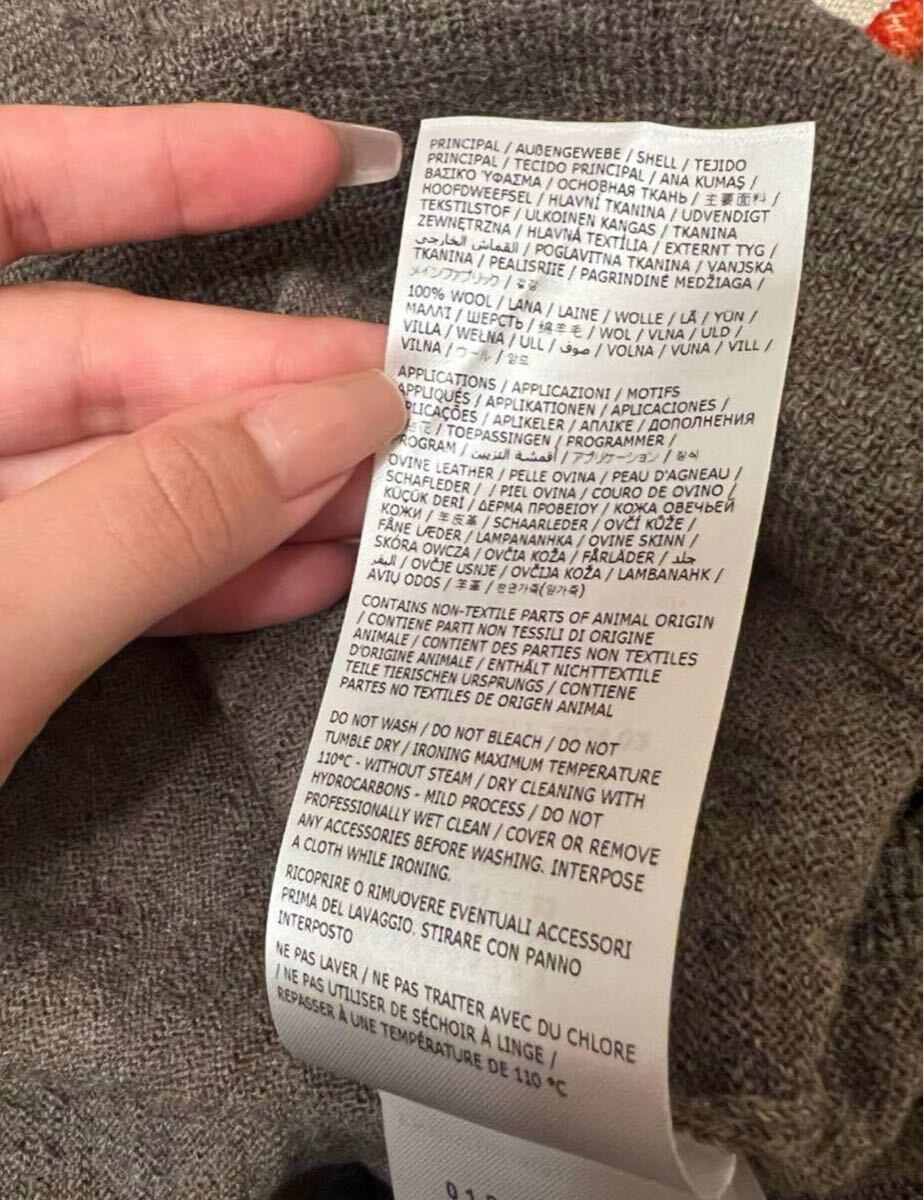 PRINCIPAL / AUßENGEWEBE / SHELL / TEJIDO
PRINCIPAL / TECIDO PRINCIPAL / ANA KUMAŞ /
ΒΑΣΙΚΟ ΎΦΑΣΜΑ / ОСНОВНАЯ ТКАНЬ / 主要面料 /
HOOFDWEEFSEL / HLAVNÍ TKANINA / UDVENDIGT
TEKSTILSTOF / ULKOINEN KANGAS / TKANINA
ZEWNĘTRZNA / HLAVNÁ TEXTÍLIA / EXTERNT TYG /
القماش الخارجي / POGLAVITNA TKANINA / VANJSKA
TKANINA / PEALISRIIE / PAGRINDINĖ MEDŽIAGA /
メインファブリック / 겉감
100% WOOL / LANA / LAINE / WOLLE / LÃ / YÜN /
ΜΑΛΛΙ / ШЕРСТЬ / 绵羊毛 / WOL / VLNA / ULD /
VILLA / WEŁNA / ULL / صوف / VOLNA / VUNA / VILL /
VILNA / ウール / 양모
APPLICATIONS / APPLICAZIONI / MOTIFS
APPLIQUÉS / APPLIKATIONEN / APLICACIONES /
PLICAÇÕES / APLIKELER / ΑΠΛΙΚΕ / ДОПОЛНЕНИЯ
花 / TOEPASSINGEN / PROGRAMMER /
PROGRAM / أقمشة التزيين / アプリケーション / 장식
OVINE LEATHER / PELLE OVINA / PEAU D'AGNEAU /
SCHAFLEDER / / PIEL OVINA / COURO DE OVINO /
KÜÇÜK DERİ / ΔΕΡΜΑ ΠΡΟΒΕΙΟΥ / КОЖА ОВЕЧЬЕЙ
КОЖИ / 羊皮革 / SCHAARLEDER / OVČÍ KŮŽE /
FÅNE LÆDER / LAMPANANHKA / OVINE SKINN /
SKÓRA OWCZA / OVČIA KOŽA / FÅRLÄDER / جلد
البقر / OVČJE USNJE / OVČIJA KOŽA / LAMBANAHK /
AVIŲ ODOS / 羊革 / 천연가죽(양가죽)
CONTAINS NON-TEXTILE PARTS OF ANIMAL ORIGIN
/ CONTIENE PARTI NON TESSILI DI ORIGINE
ANIMALE / CONTIENT DES PARTIES NON TEXTILES
D'ORIGINE ANIMALE / ENTHÄLT NICHTTEXTILE
TEILE TIERISCHEN URSPRUNGS / CONTIENE
PARTES NO TEXTILES DE ORIGEN ANIMAL
DO NOT WASH / DO NOT BLEACH / DO NOT
TUMBLE DRY / IRONING MAXIMUM TEMPERATURE
110°C - WITHOUT STEAM / DRY CLEANING WITH
HYDROCARBONS - MILD PROCESS / DO NOT
PROFESSIONALLY WET CLEAN / COVER OR REMOVE
ANY ACCESSORIES BEFORE WASHING. INTERPOSE
A CLOTH WHILE IRONING.
RICOPRIRE O RIMUOVERE EVENTUALI ACCESSORI
PRIMA DEL LAVAGGIO. STIRARE CON PANNO
INTERPOSTO
NE PAS LAVER / NE PAS TRAITER AVEC DU CHLORE
/ NE PAS UTILISER DE SÉCHOIR À LINGE /
REPASSER À UNE TEMPÉRATURE DE 110 °C